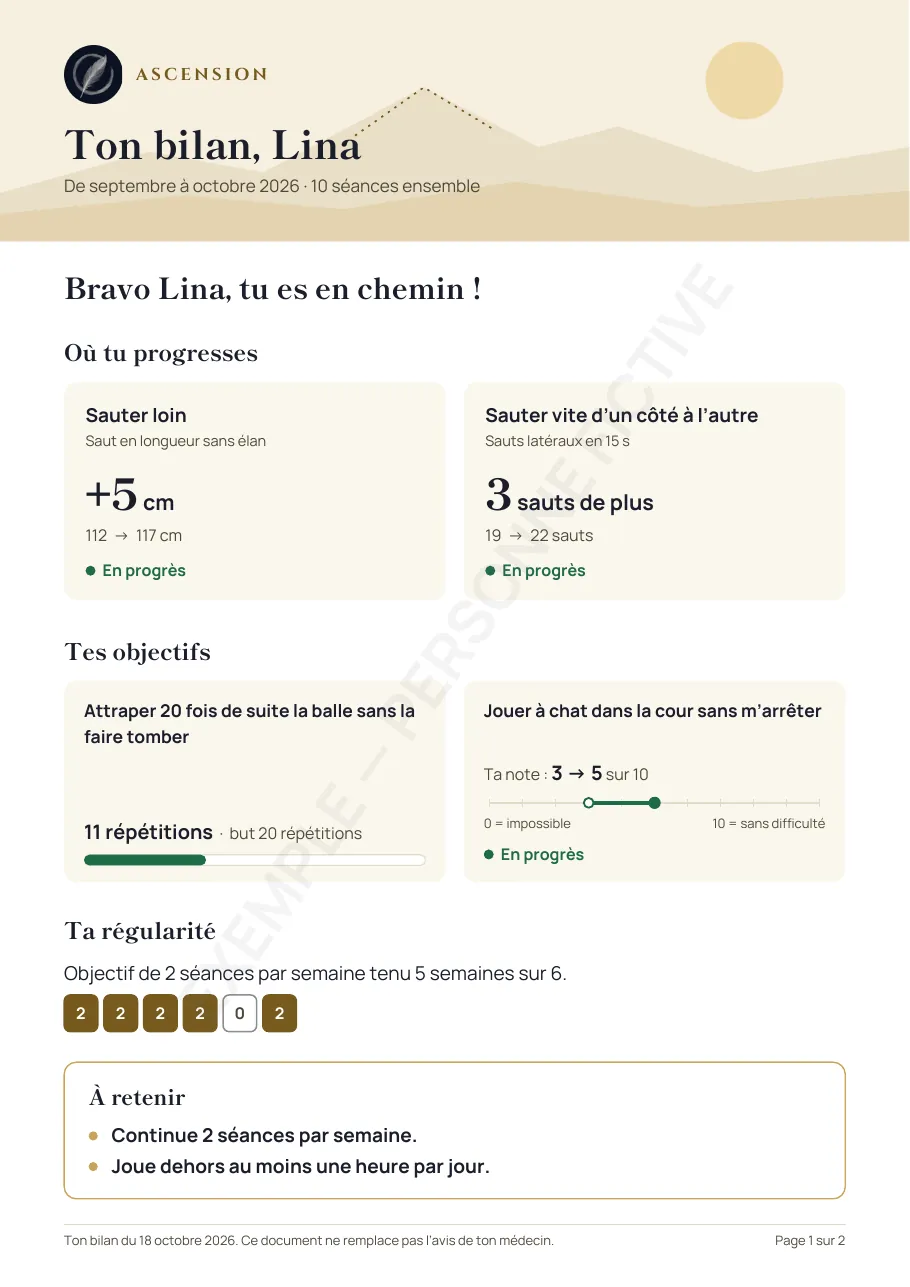 ASCENSION
Ton bilan, Lina
De septembre à octobre 2026 · 10 séances ensemble
Bravo Lina, tu es en chemin !
Où tu progresses
Sauter loin
Saut en longueur sans élan
+5 cm
112 → 117 cm
En progrès
Sauter vite d’un côté à l’autre
Sauts latéraux en 15 s
3 sauts de plus
19 → 22 sauts
En progrès
Tes objectifs
Attraper 20 fois de suite la balle sans la
faire tomber
11 répétitions · but 20 répétitions
Jouer à chat dans la cour sans m’arrêter
Ta note : 3 → 5 sur 10
0 = impossible 10 = sans difficulté
En progrès
Ta régularité
Objectif de 2 séances par semaine tenu 5 semaines sur 6.
2 2 2 2 0 2
À retenir
Continue 2 séances par semaine.
Joue dehors au moins une heure par jour.
Ton bilan du 18 octobre 2026. Ce document ne remplace pas l’avis de ton médecin. Page 1 sur 2
EXEMPLE — PERSONNE FICTIVE